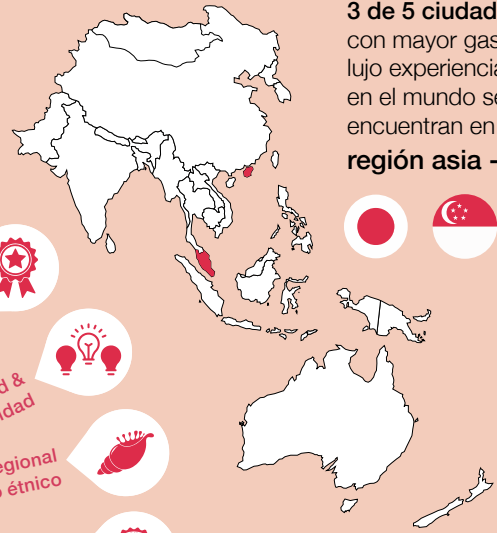 3 de 5 ciudad
con mayor gas
lujo experiencia
en el mundo se
encuentran en
región asia -
d &
idad
egional
o étnico